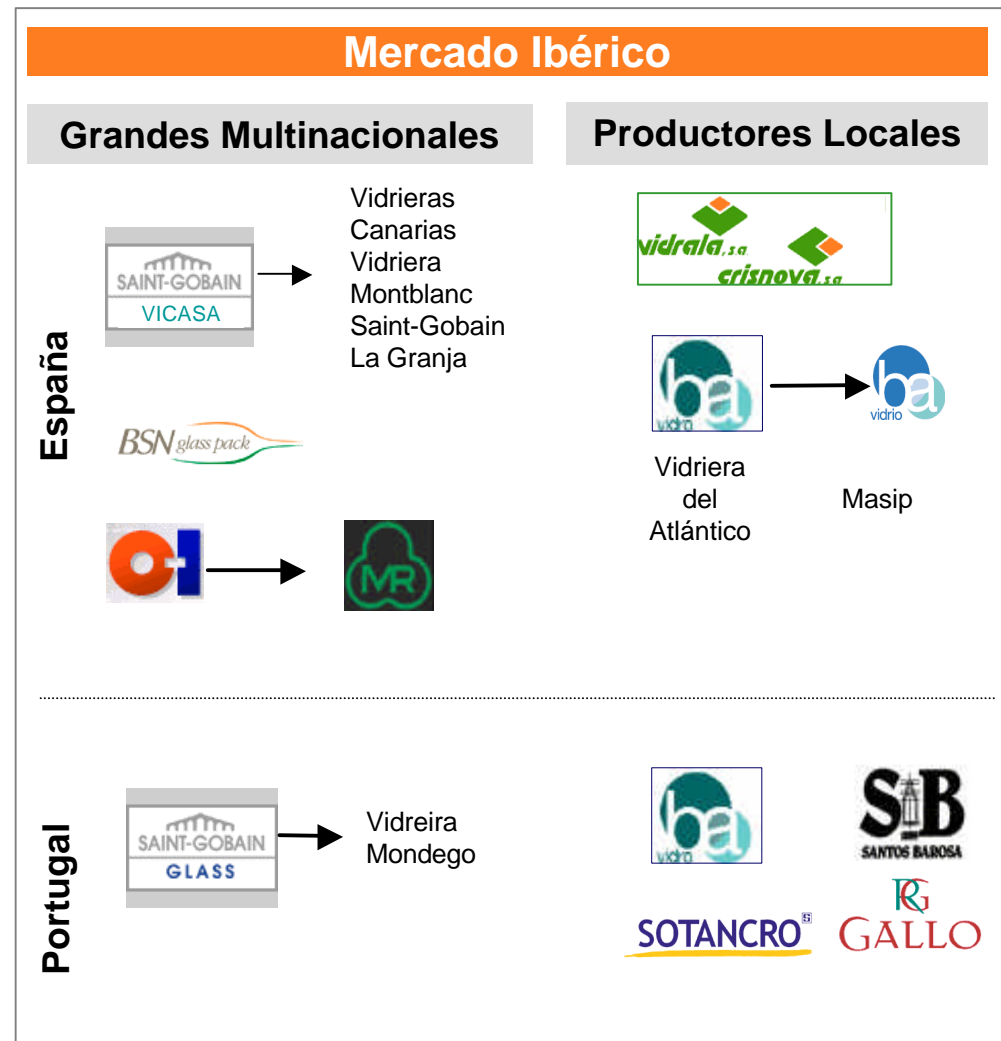 Mercado Ibérico
Grandes Multinacionales
Productores Locales
España
SAINT-GOBAIN
VICASA
Vidrieras
Canarias
Vidriera
Montblanc
Saint-Gobain
La Granja
BSN glass pack
O-I
MR
vidrala, s.a.
crisnova, s.a.
ba
vidro
ba
vidrio
Vidriera
del
Atlántico
Masip
Portugal
SAINT-GOBAIN
GLASS
Vidreira
Mondego
ba
vidro
SB
SANTOS BAROSA
SOTANCRO S
RG
GALLO